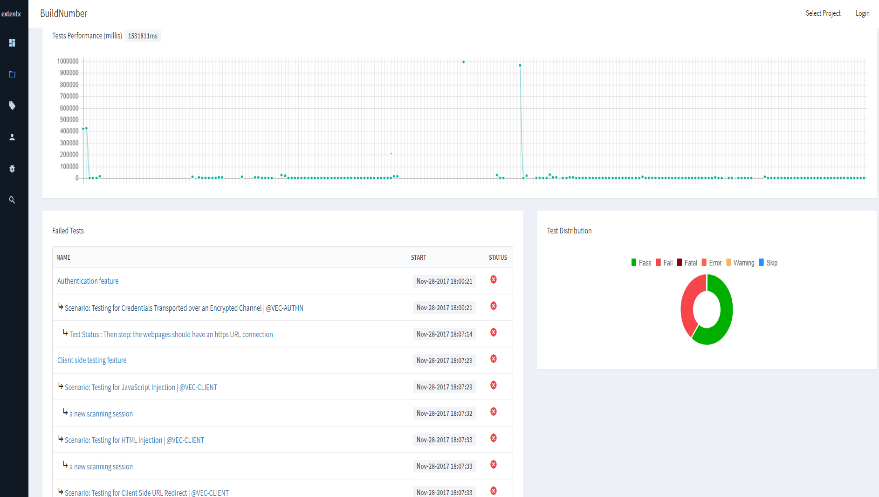 extentx
BuildNumber
Select Project Login
Tests Performance (millis) 1531811ms
1000000
900000
800000
700000
600000
500000
400000
300000
200000
100000
0
Failed Tests
NAME START STATUS
Authentication feature Nov-28-2017 18:00:21
Scenario: Testing for Credentials Transported over an Encrypted Channel | @VEC-AUTHN Nov-28-2017 18:00:21
Test Status : Then step: the webpages should have an https URL connection Nov-28-2017 18:07:14
Client side testing feature Nov-28-2017 18:07:29
Scenario: Testing for JavaScript Injection | @VEC-CLIENT Nov-28-2017 18:07:29
a new scanning session Nov-28-2017 18:07:32
Scenario: Testing for HTML Injection | @VEC-CLIENT Nov-28-2017 18:07:33
a new scanning session Nov-28-2017 18:07:33
Scenario: Testing for Client Side URL Redirect | @VEC-CLIENT Nov-28-2017 18:07:33
Test Distribution
Pass Fail Fatal Error Warning Skip